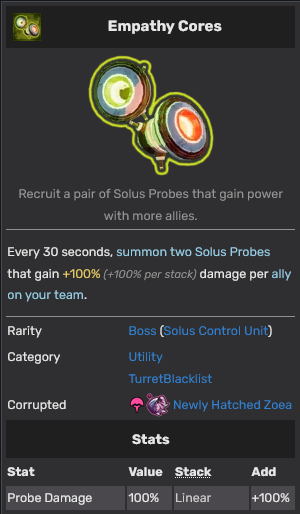 Empathy Cores
Recruit a pair of Solus Probes that gain power
with more allies.
Every 30 seconds, summon two Solus Probes
that gain +100% (+100% per stack) damage per ally
on your team.
Rarity Boss (Solus Control Unit)
Category Utility
TurretBlacklist
Corrupted Newly Hatched Zoea
Stats
Stat Value Stack Add
Probe Damage 100% Linear +100%